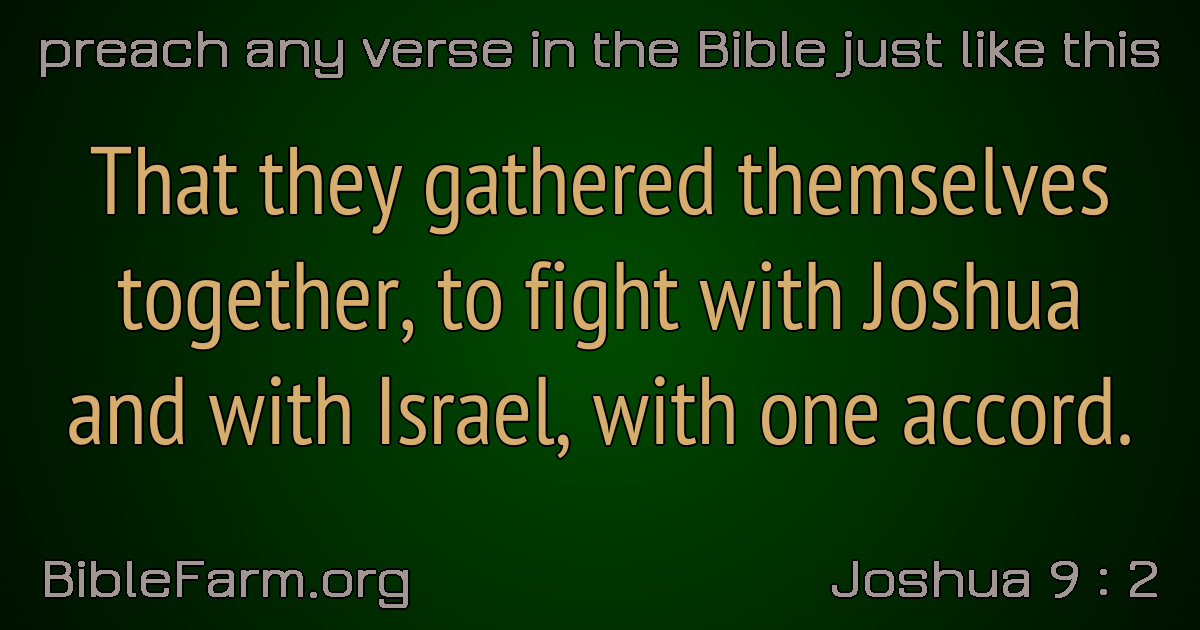 preach any verse in the Bible just like this
That they gathered themselves
together, to fight with Joshua
and with Israel, with one accord.
BibleFarm.org
Joshua 9 : 2